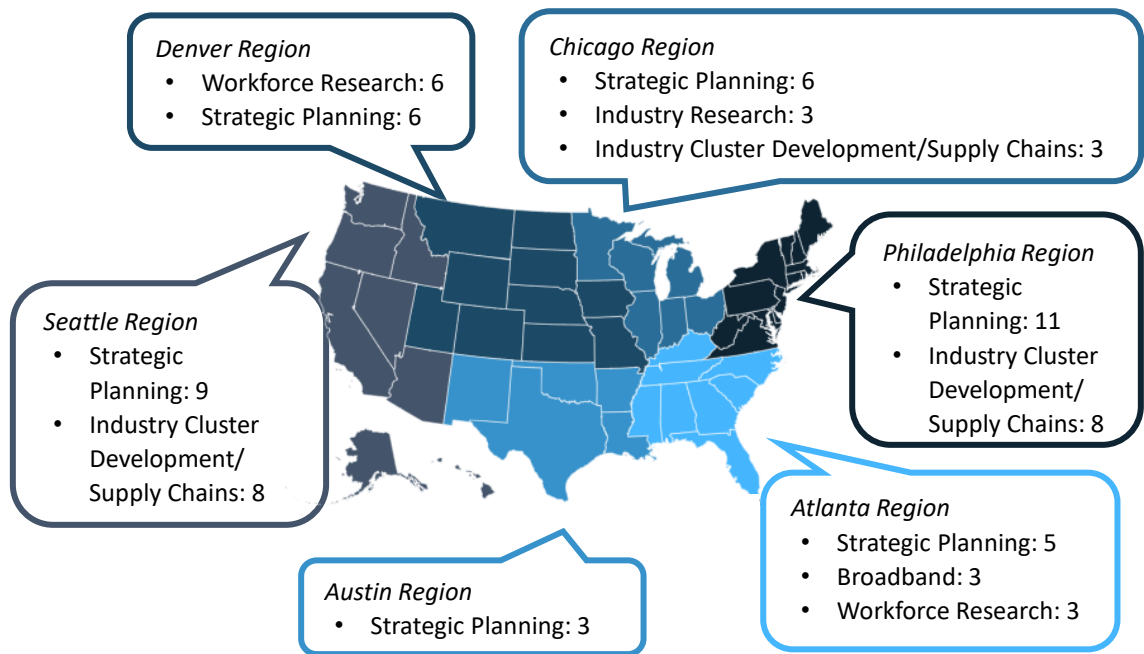 Denver Region
• Workforce Research: 6
• Strategic Planning: 6
Chicago Region
• Strategic Planning: 6
• Industry Research: 3
• Industry Cluster Development/Supply Chains: 3
Philadelphia Region
• Strategic
Planning: 11
• Industry Cluster
Development/
Supply Chains: 8
Seattle Region
• Strategic
Planning: 9
• Industry Cluster
Development/
Supply Chains: 8
Atlanta Region
• Strategic Planning: 5
• Broadband: 3
• Workforce Research: 3
Austin Region
• Strategic Planning: 3